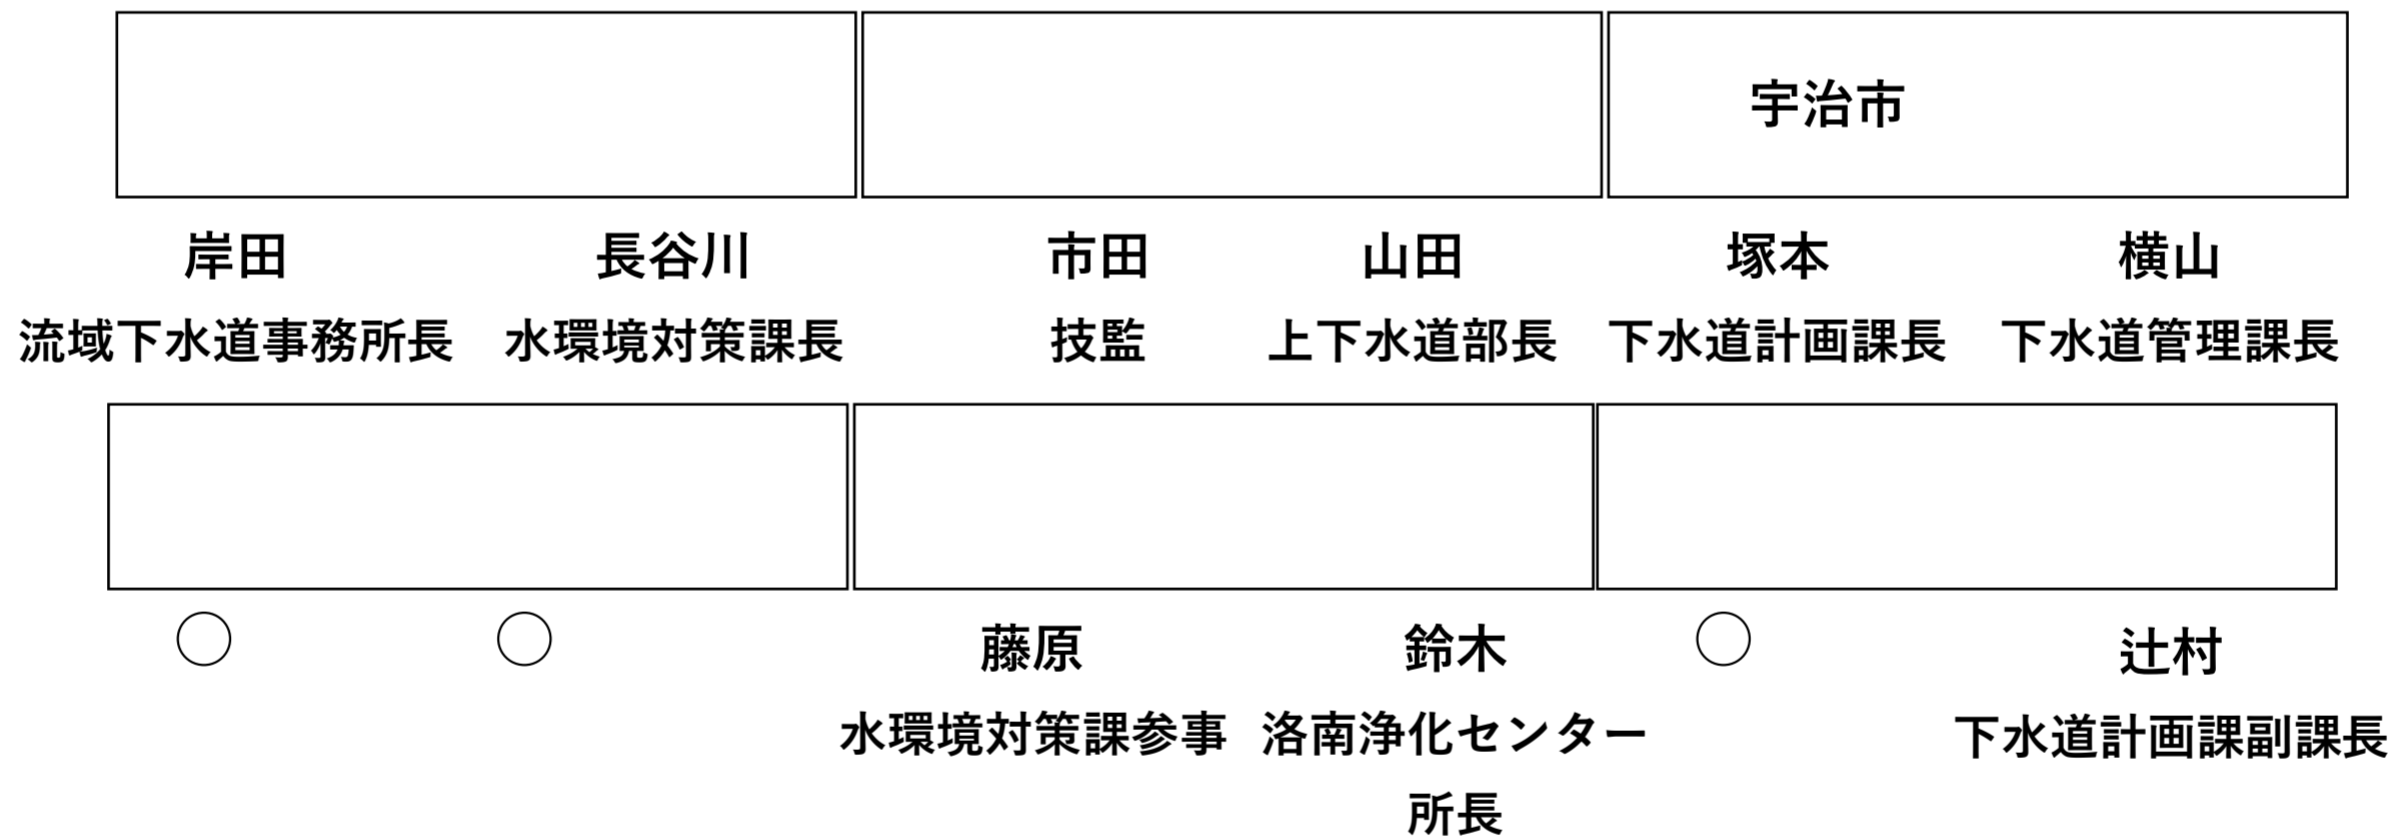 宇治市
岸田 長谷川 市田 山田 塚本 横山
流域下水道事務所長 水環境対策課長 技監 上下水道部長 下水道計画課長 下水道管理課長
○ ○ 藤原 鈴木 ○ 辻村
水環境対策課参事 洛南浄化センター 下水道計画課副課長
所長